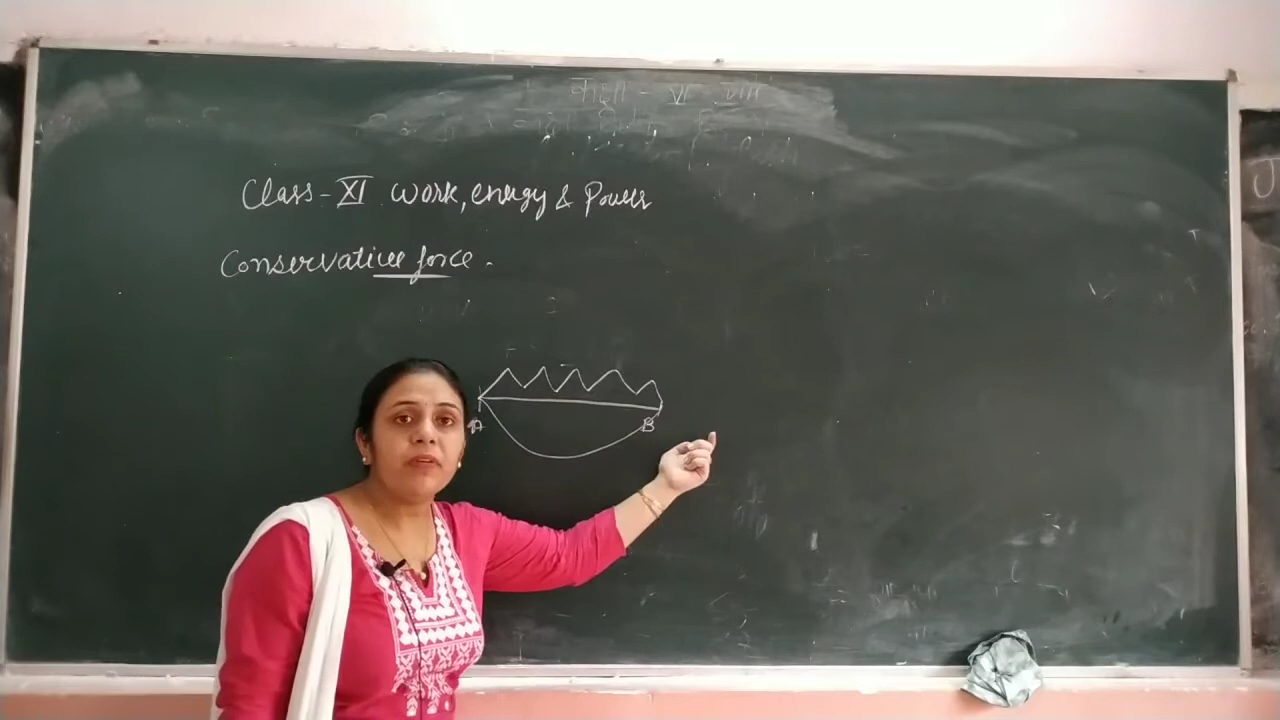 Class - XI Work, energy & Power
Conservative force.
A B
J